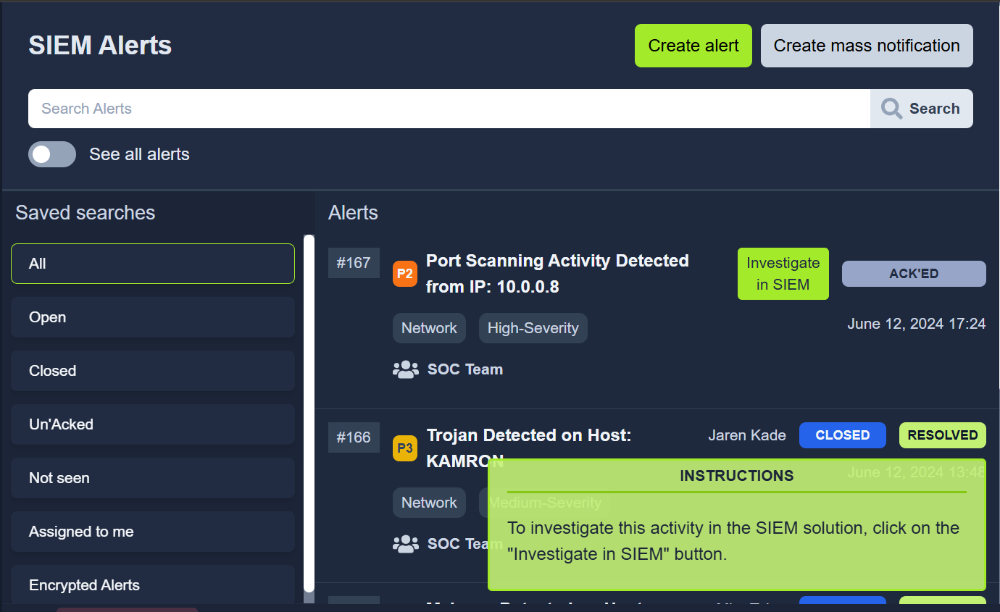 SIEM Alerts
Create alert
Create mass notification
Search Alerts
Search
See all alerts
Saved searches
All
Open
Closed
Un'Acked
Not seen
Assigned to me
Encrypted Alerts
Alerts
#167
P2
Port Scanning Activity Detected
from IP: 10.0.0.8
Investigate
in SIEM
ACK'ED
June 12, 2024 17:24
Network
High-Severity
SOC Team
#166
P3
Trojan Detected on Host:
KAMRON
Jaren Kade
CLOSED
RESOLVED
June 12, 2024 13:48
Network
Medium-Severity
SOC Team
INSTRUCTIONS
To investigate this activity in the SIEM solution, click on the
"Investigate in SIEM" button.